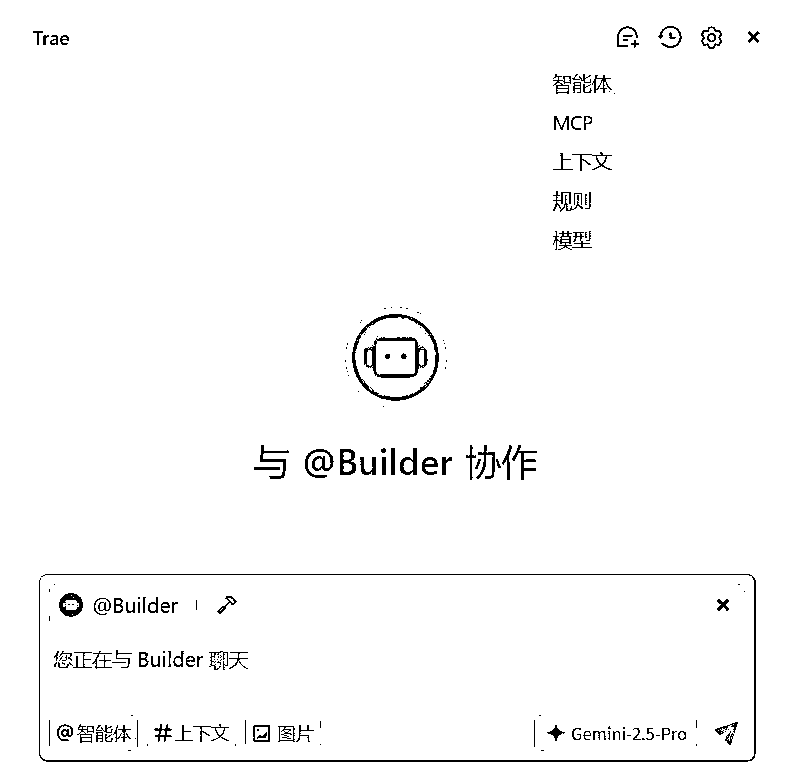 Trae
智能体
MCP
上下文
规则
模型
与 @Builder 协作
@Builder
您正在与 Builder 聊天
@智能体 #上下文 图片 Gemini-2.5-Pro